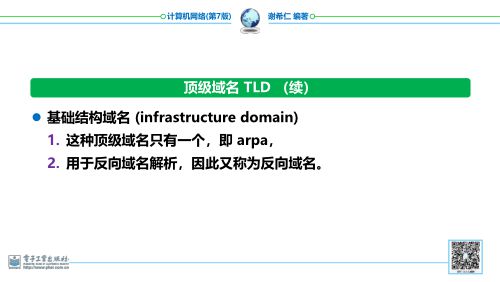 计算机网络(第7版) 谢希仁 编著
顶级域名 TLD （续）
基础结构域名 (infrastructure domain)
1. 这种顶级域名只有一个，即 arpa，
2. 用于反向域名解析，因此又称为反向域名。
电子工业出版社
http://www.phei.com.cn